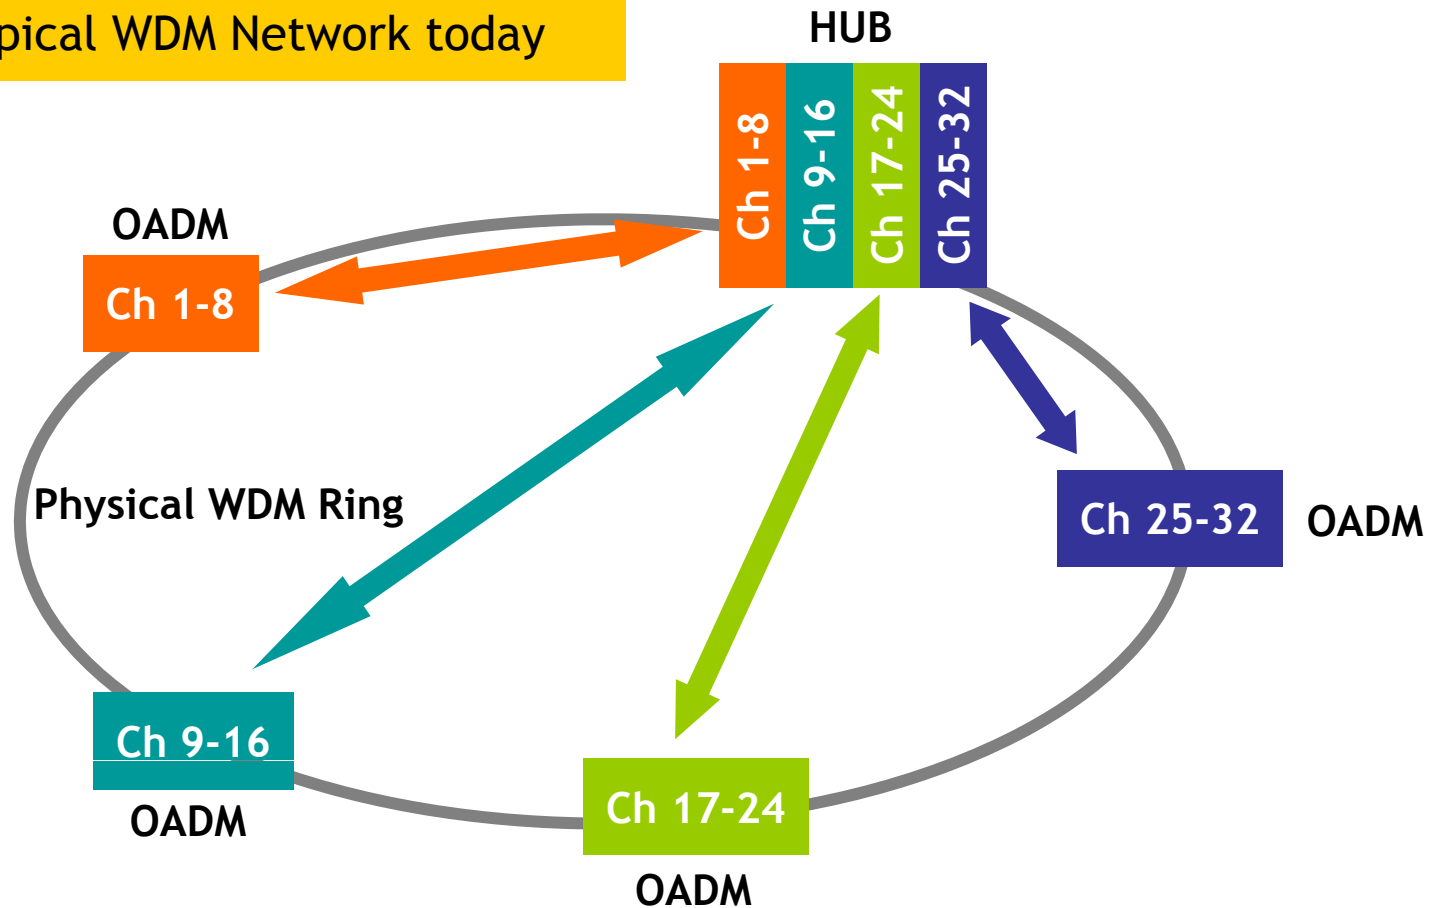 pical WDM Network today
HUB
Ch 1-8
Ch 9-16
Ch 17-24
Ch 25-32
OADM
Ch 1-8
Physical WDM Ring
Ch 25-32
OADM
Ch 9-16
OADM
Ch 17-24
OADM